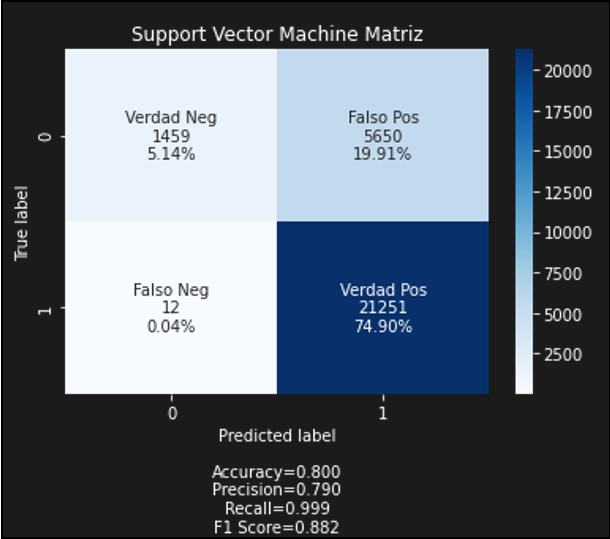 Support Vector Machine Matriz
Verdad Neg
1459
5.14%
Falso Pos
5650
19.91%
Falso Neg
12
0.04%
Verdad Pos
21251
74.90%
True label
0
1
0
1
Predicted label
20000
17500
15000
12500
10000
7500
5000
2500
Accuracy=0.800
Precision=0.790
Recall=0.999
F1 Score=0.882